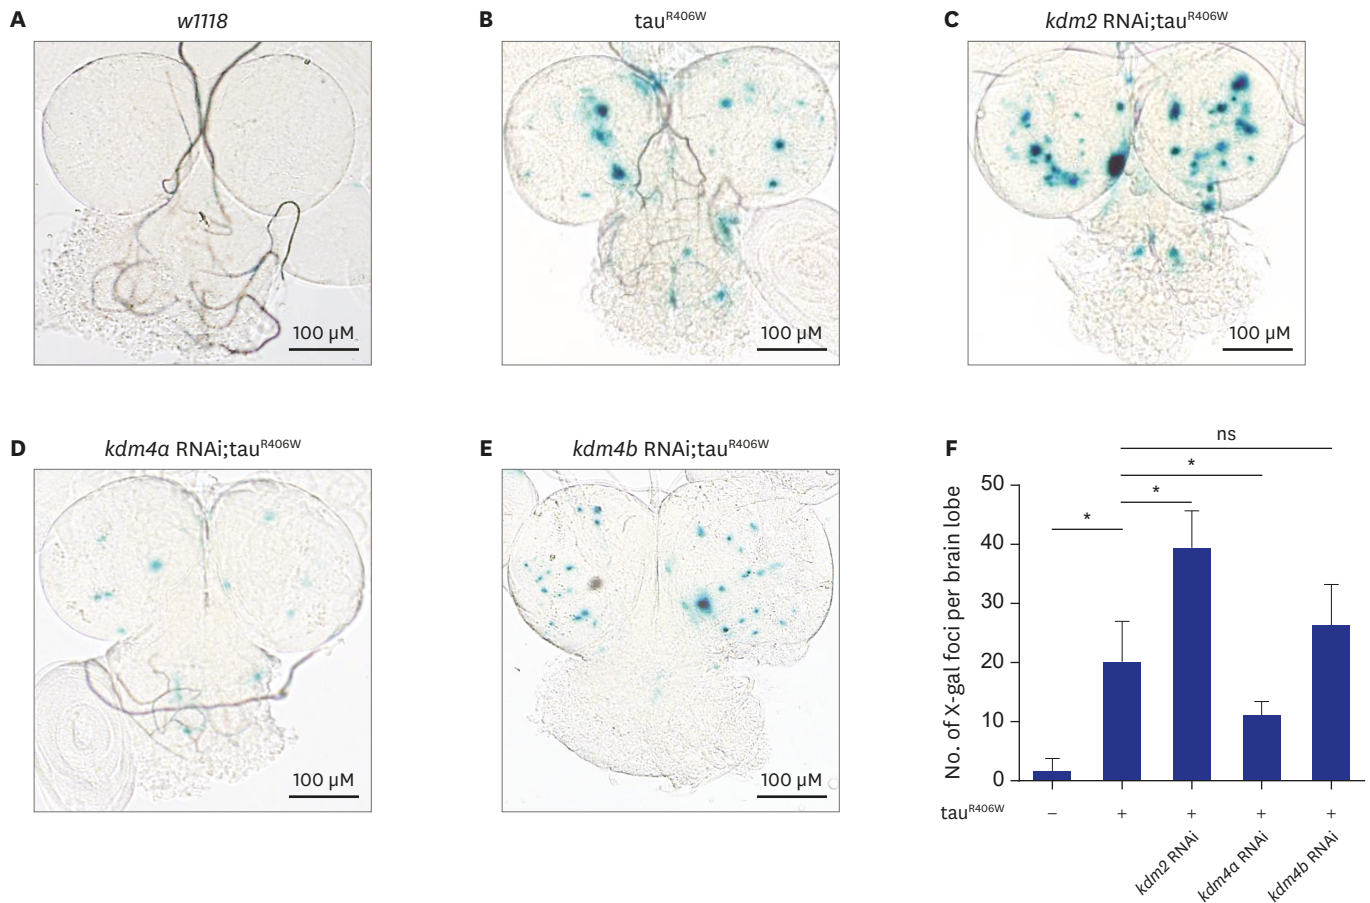 A
w1118
100 μM
B
tauR406W
100 μM
C
kdm2 RNAi;tauR406W
100 μM
D
kdm4a RNAi;tauR406W
100 μM
E
kdm4b RNAi;tauR406W
100 μM
F
ns
*
*
*
No. of X-gal foci per brain lobe
50
40
30
20
10
0
tauR406W − + + + +
kdm2 RNAi
kdm4a RNAi
kdm4b RNAi